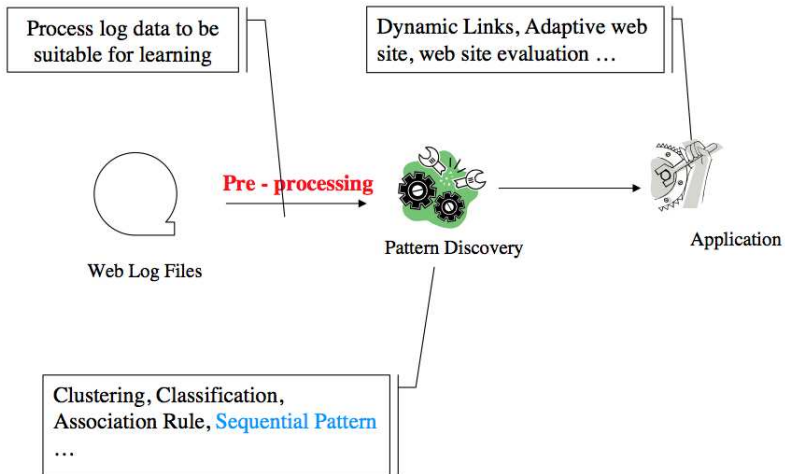 Process log data to be
suitable for learning
Dynamic Links, Adaptive web
site, web site evaluation …
Pre - processing
Web Log Files
Pattern Discovery
Application
Clustering, Classification,
Association Rule, Sequential Pattern
…